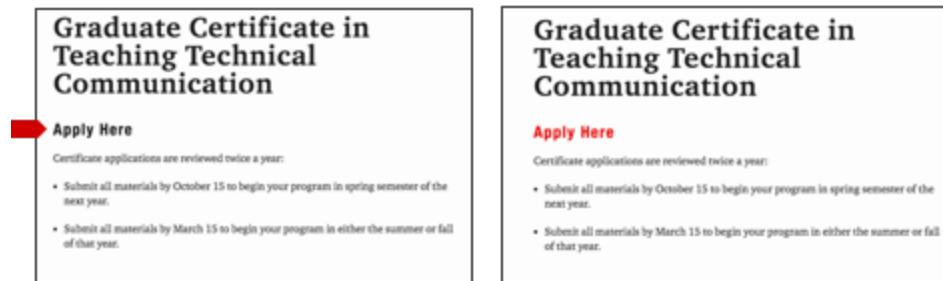 Graduate Certificate in
Teaching Technical
Communication
Apply Here
Certificate applications are reviewed twice a year:
• Submit all materials by October 15 to begin your program in spring semester of the
next year.
• Submit all materials by March 15 to begin your program in either the summer or fall
of that year.
Graduate Certificate in
Teaching Technical
Communication
Apply Here
Certificate applications are reviewed twice a year:
• Submit all materials by October 15 to begin your program in spring semester of the
next year.
• Submit all materials by March 15 to begin your program in either the summer or fall
of that year.